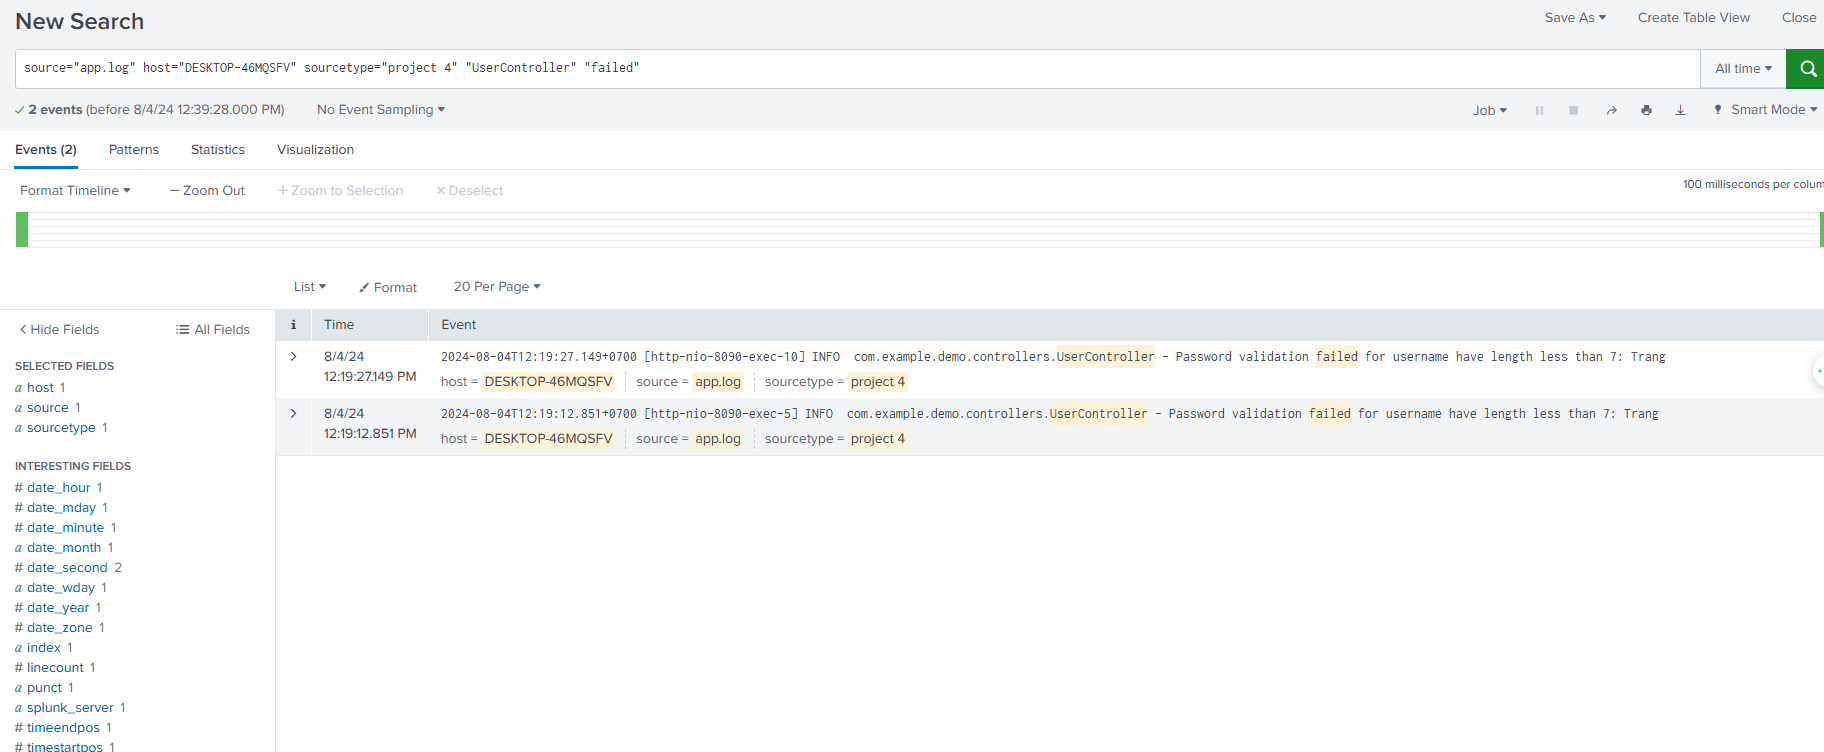 New Search
Save As Create Table View Close
source="app.log" host="DESKTOP-46MQSFV" sourcetype="project 4" "UserController" "failed"
All time
2 events (before 8/4/24 12:39:28.000 PM) No Event Sampling
Job Smart Mode
Events (2) Patterns Statistics Visualization
Format Timeline — Zoom Out + Zoom to Selection × Deselect
100 milliseconds per colum
List Format 20 Per Page
< Hide Fields All Fields
i Time Event
SELECTED FIELDS
a host 1
a source 1
a sourcetype 1
INTERESTING FIELDS
# date_hour 1
# date_mday 1
# date_minute 1
a date_month 1
# date_second 2
a date_wday 1
# date_year 1
# date_zone 1
a index 1
# linecount 1
a punct 1
a splunk_server 1
# timeendpos 1
# timestartpos 1
> 8/4/24
12:19:27.149 PM
2024-08-04T12:19:27.149+0700 [http-nio-8090-exec-10] INFO com.example.demo.controllers.UserController - Password validation failed for username have length less than 7: Trang
host = DESKTOP-46MQSFV source = app.log sourcetype = project 4
> 8/4/24
12:19:12.851 PM
2024-08-04T12:19:12.851+0700 [http-nio-8090-exec-5] INFO com.example.demo.controllers.UserController - Password validation failed for username have length less than 7: Trang
host = DESKTOP-46MQSFV source = app.log sourcetype = project 4